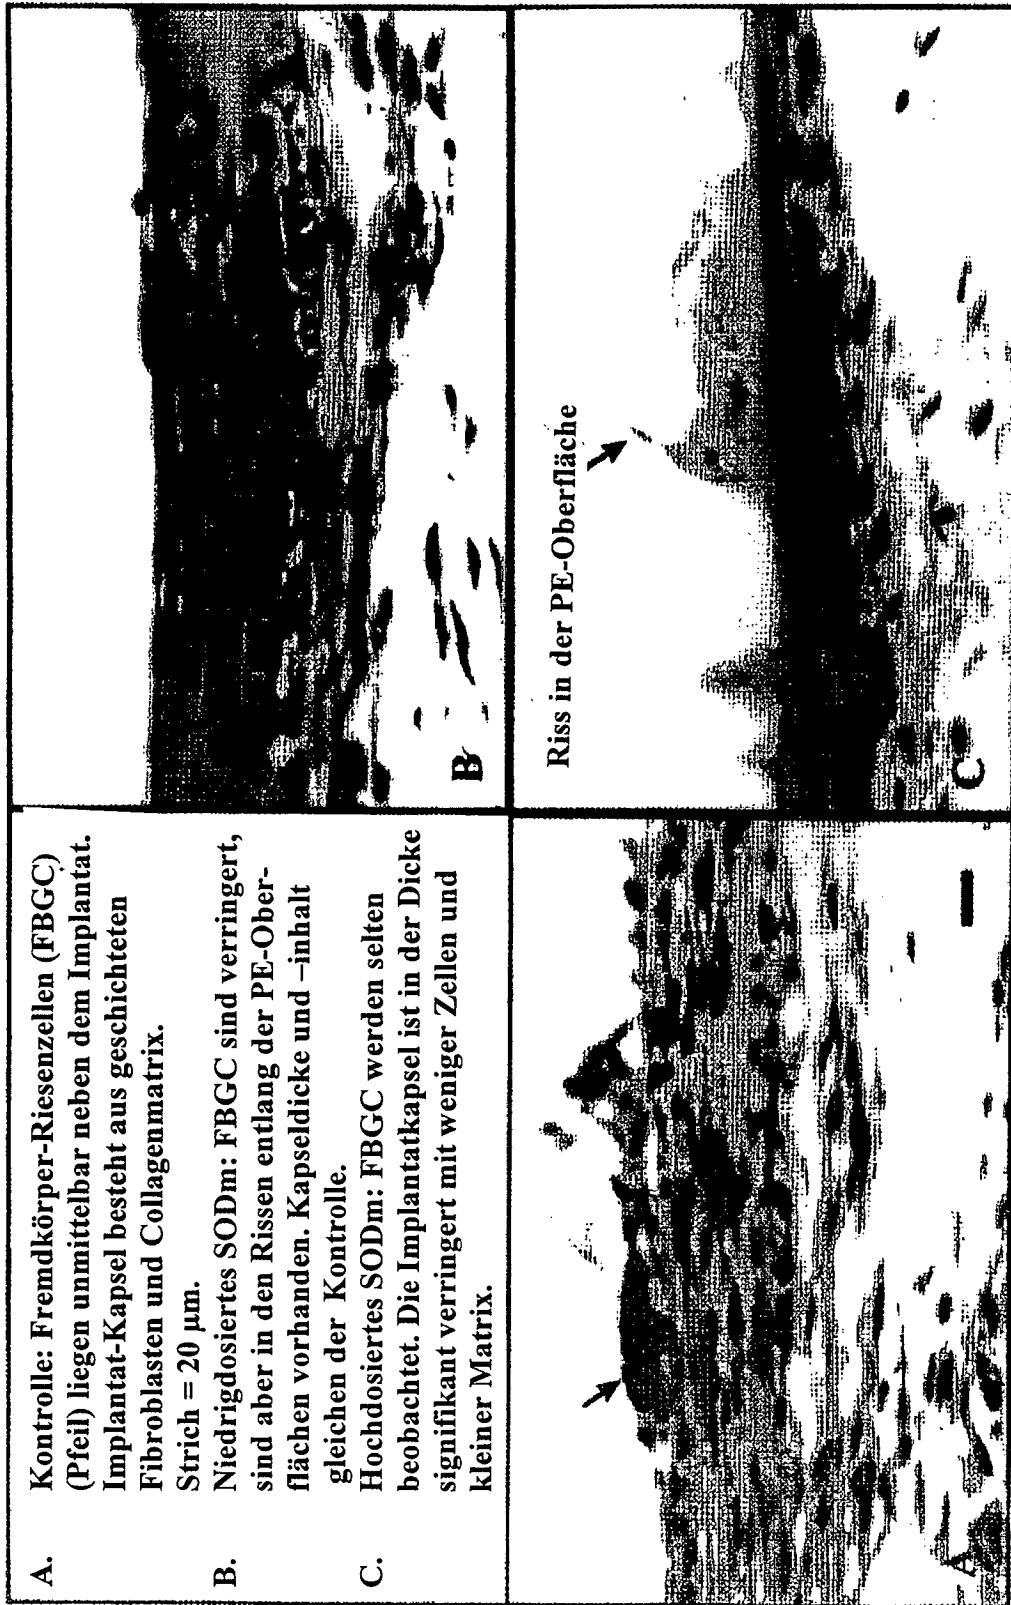 A. Kontrolle: Fremdkörper-Riesenzellen (FBGC)
(Pfeil) liegen unmittelbar neben dem Implantat.
Implantat-Kapsel besteht aus geschichteten
Fibroblasten und Collagenmatrix.
Strich = 20 µm.
B. Niedrigdosiertes SODm: FBGC sind verringert,
sind aber in den Rissen entlang der PE-Ober-
flächen vorhanden. Kapseldicke und –inhalt
gleichen der Kontrolle.
C. Hochdosiertes SODm: FBGC werden selten
beobachtet. Die Implantatkapsel ist in der Dicke
signifikant verringert mit weniger Zellen und
kleiner Matrix.
B
A
Riss in der PE-Oberfläche
C